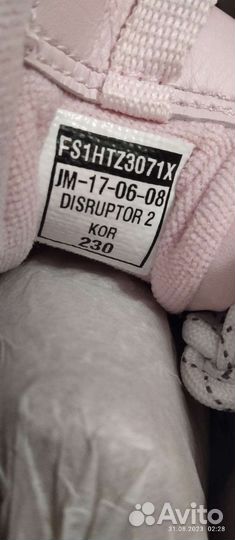 FS1HTZ3071X
JM-17-06-08
DISRUPTOR 2
KOR
230
Avito
31.08.2023 02:28